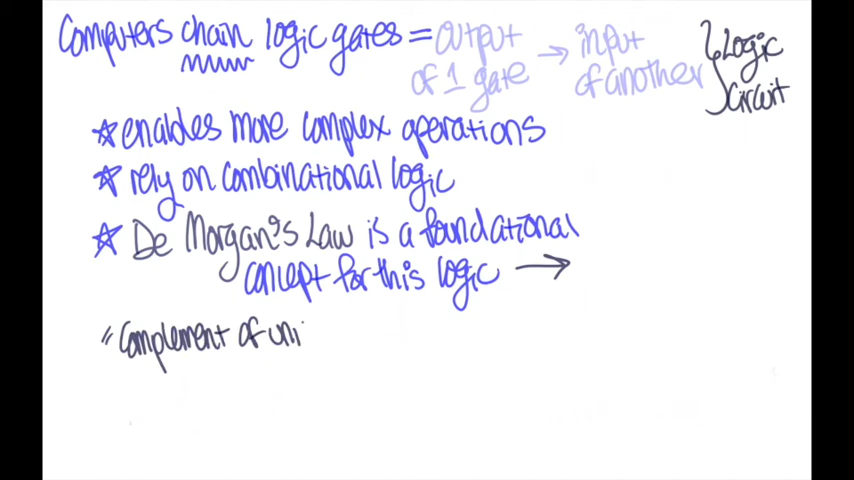 Computers chain logic gates = output → input
of 1 gate of another
Logic
Circuit
☆ enables more complex operations
☆ rely on combinational logic
☆ De Morgan's Law is a foundational
concept for this logic →
"Complement of uni